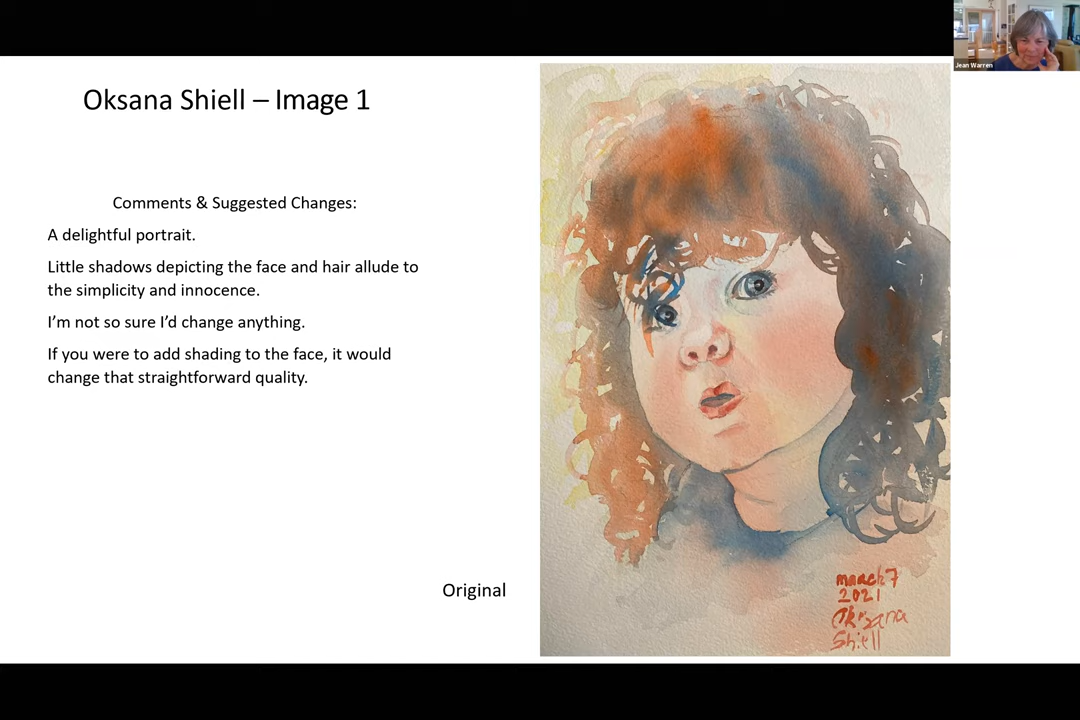 Jean Warren
Oksana Shiell – Image 1
Comments & Suggested Changes:
A delightful portrait.
Little shadows depicting the face and hair allude to
the simplicity and innocence.
I’m not so sure I’d change anything.
If you were to add shading to the face, it would
change that straightforward quality.
Original
march 7
2021
Oksana
Shiell